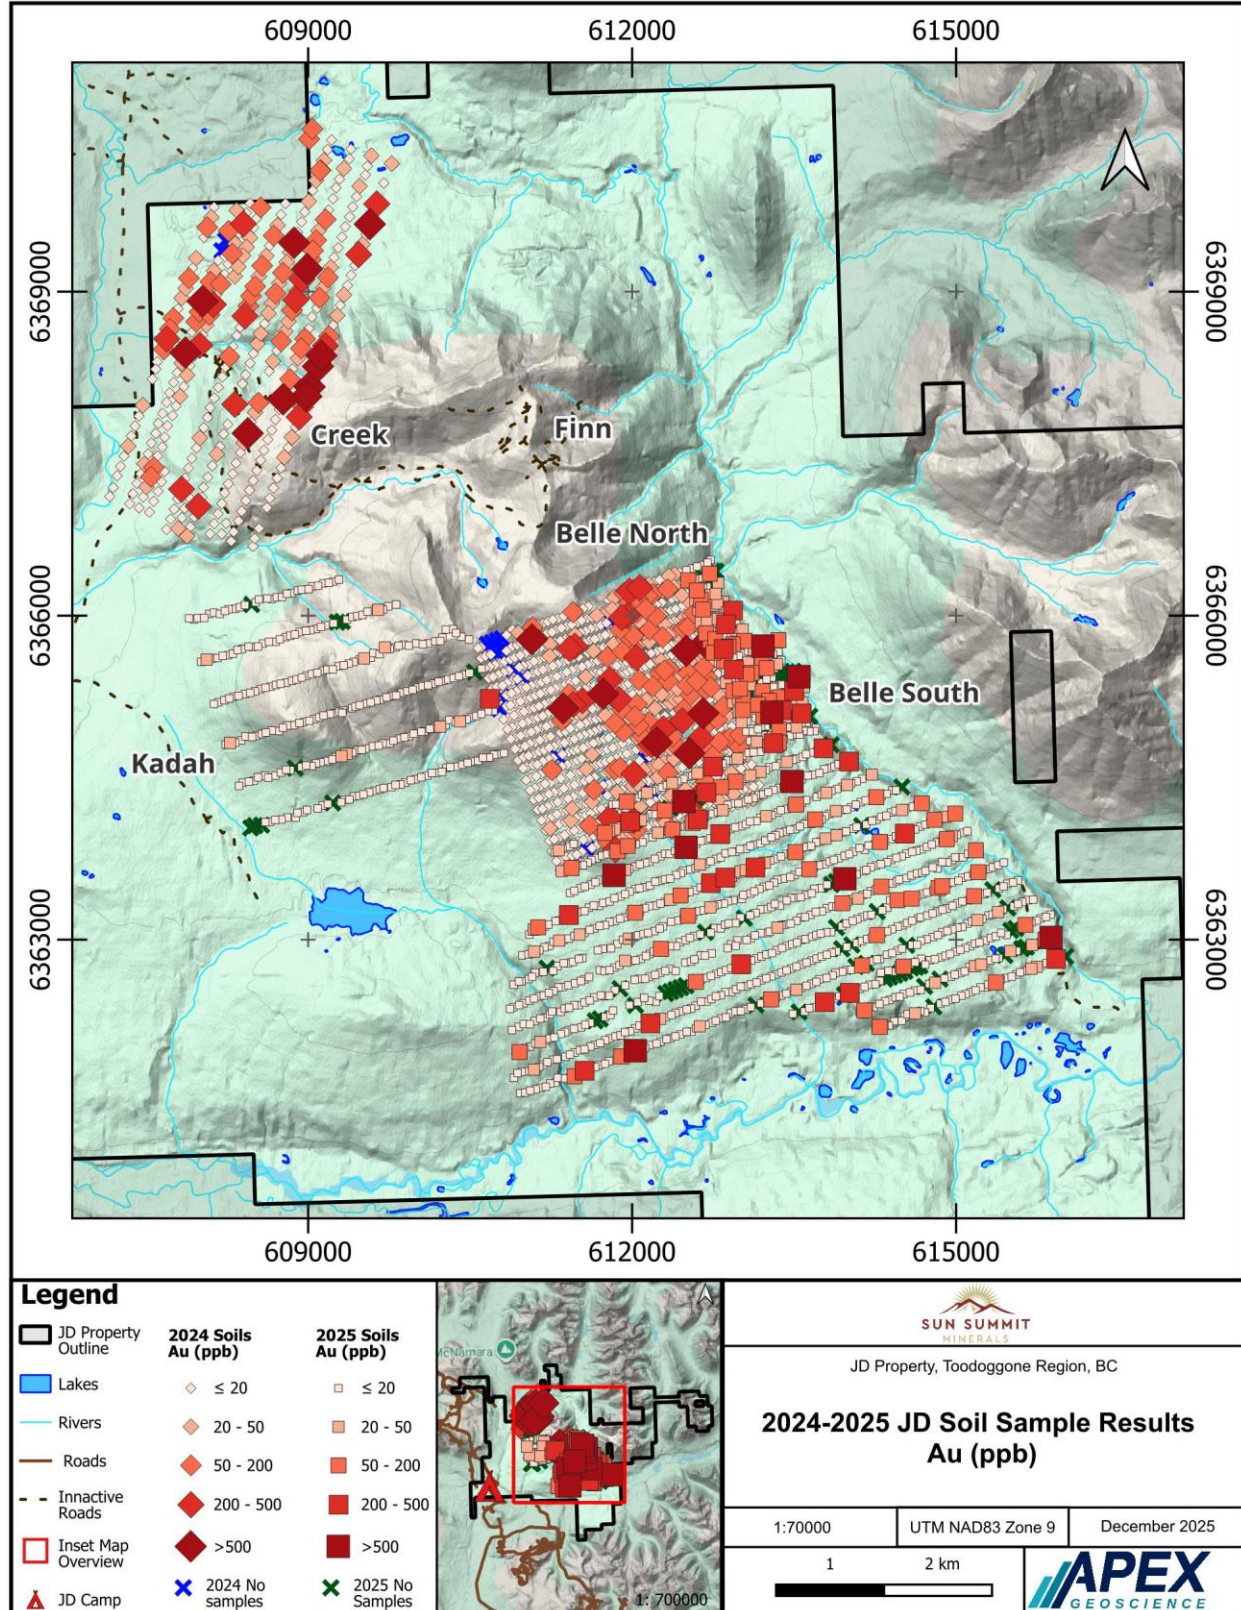 609000
612000
615000
6369000
6369000
Creek
Finn
Belle North
6366000
6366000
Belle South
Kadah
6363000
6363000
609000
612000
615000
Legend
JD Property
Outline
Lakes
Rivers
Roads
Innactive
Roads
Inset Map
Overview
JD Camp
2024 Soils
Au (ppb)
≤ 20
20 - 50
50 - 200
200 - 500
>500
2024 No
samples
2025 Soils
Au (ppb)
≤ 20
20 - 50
50 - 200
200 - 500
>500
2025 No
Samples
McNamara
1: 700000
SUN SUMMIT
MINERALS
JD Property, Toodoggone Region, BC
2024-2025 JD Soil Sample Results
Au (ppb)
1:70000
UTM NAD83 Zone 9
December 2025
1
2 km
APEX
GEOSCIENCE